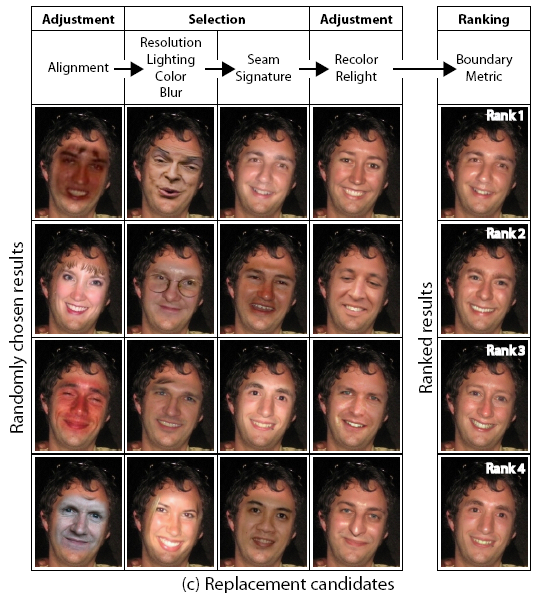 Adjustment Selection Adjustment Ranking
Alignment
Resolution
Lighting
Color
Blur
Seam
Signature
Recolor
Relight
Boundary
Metric
Randomly chosen results
Ranked results
Rank 1
Rank 2
Rank 3
Rank 4
(c) Replacement candidates